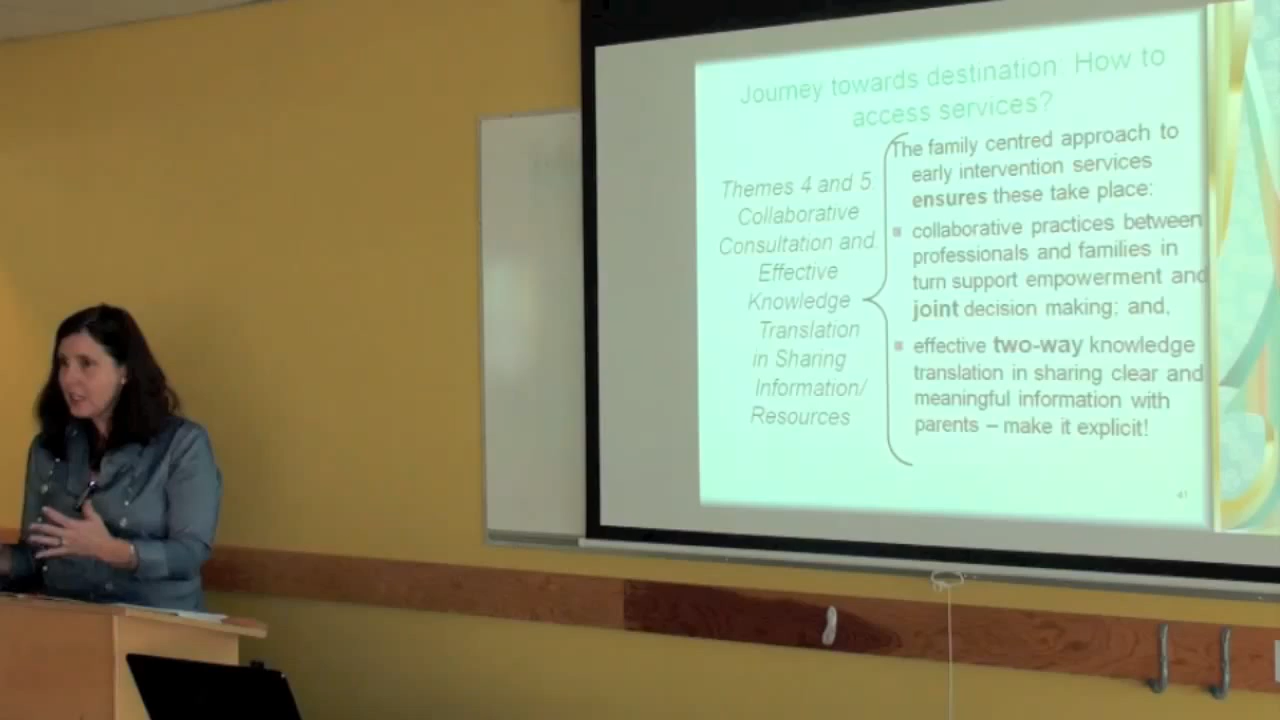 Journey towards destination: How to
access services?
Themes 4 and 5
Collaborative
Consultation and
Effective
Knowledge
Translation
in Sharing
Information/
Resources
The family centred approach to
early intervention services
ensures these take place:
collaborative practices between
professionals and families in
turn support empowerment and
joint decision making; and,
effective two-way knowledge
translation in sharing clear and
meaningful information with
parents – make it explicit!
41